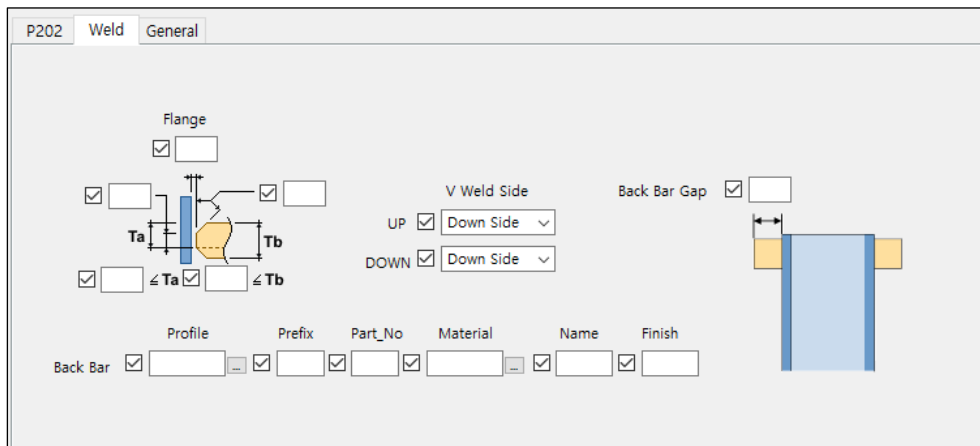 P202 Weld General
Flange
V Weld Side
Back Bar Gap
UP Down Side
Ta Tb
DOWN Down Side
≦ Ta ≦ Tb
Profile Prefix Part_No Material Name Finish
Back Bar ... ...